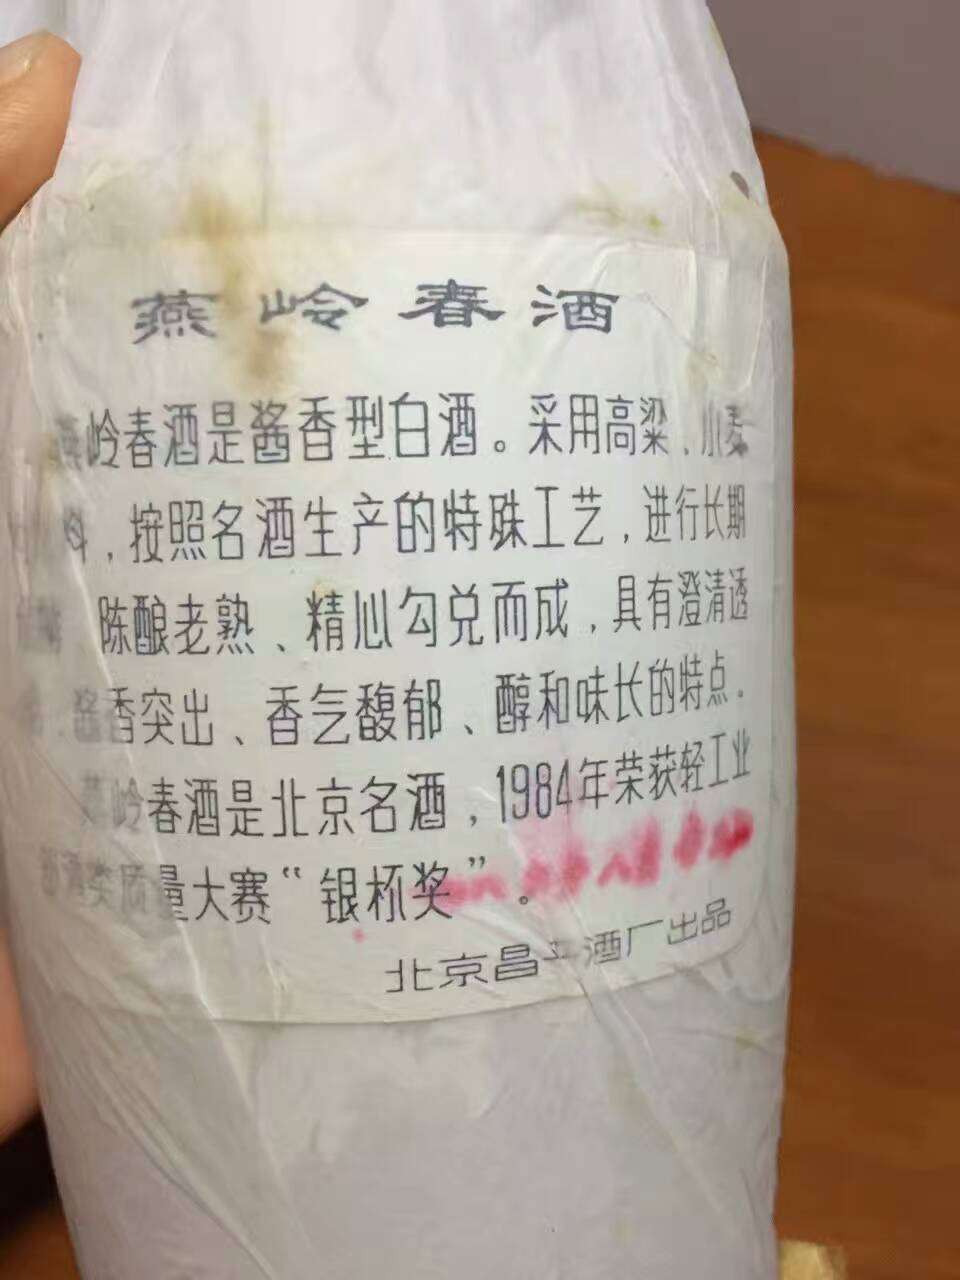 燕岭春酒
燕岭春酒是酱香型白酒。采用高粱、小麦
料，按照名酒生产的特殊工艺，进行长期
陈酿老熟、精心勾兑而成，具有澄清透
酱香突出、香气馥郁、醇和味长的特点。
燕岭春酒是北京名酒，1984年荣获轻工业
酒类质量大赛“银杯奖”。
北京昌平酒厂出品